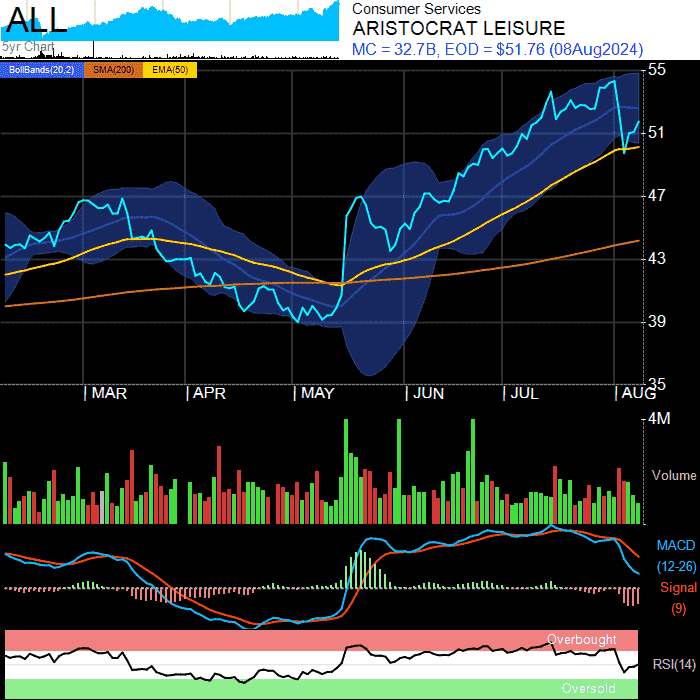 ALL
5yr Chart
Consumer Services
ARISTOCRAT LEISURE
MC = 32.7B, EOD = $51.76 (08Aug2024)
BollBands(20,2) SMA(200) EMA(50)
55
51
47
43
39
35
MAR APR MAY JUN JUL AUG
4M
Volume
MACD
(12-26)
Signal
(9)
Overbought
RSI(14)
Oversold